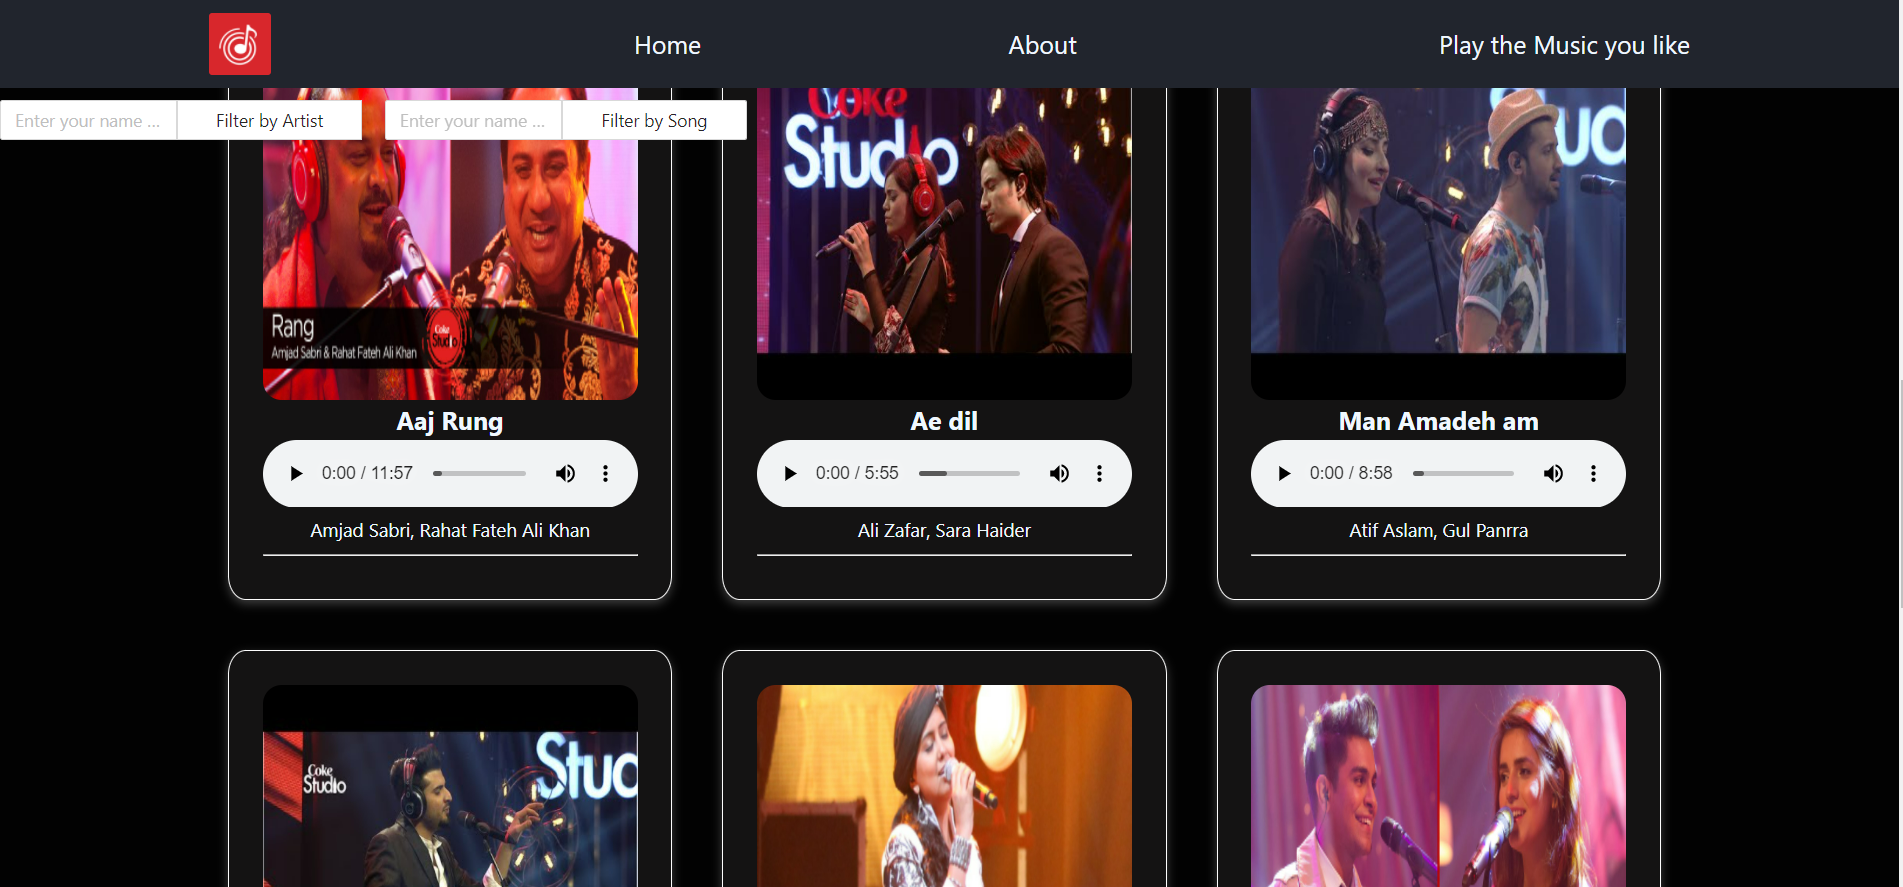 Home
About
Play the Music you like
Enter your name ...
Filter by Artist
Enter your name ...
Filter by Song
Rang
Amjad Sabri & Rahat Fateh Ali Khan
Coke
Studio
Coke
Studio
Studio
Aaj Rung
Ae dil
Man Amadeh am
0:00 / 11:57
0:00 / 5:55
0:00 / 8:58
Amjad Sabri, Rahat Fateh Ali Khan
Ali Zafar, Sara Haider
Atif Aslam, Gul Panrra
Coke
Studio
Studio